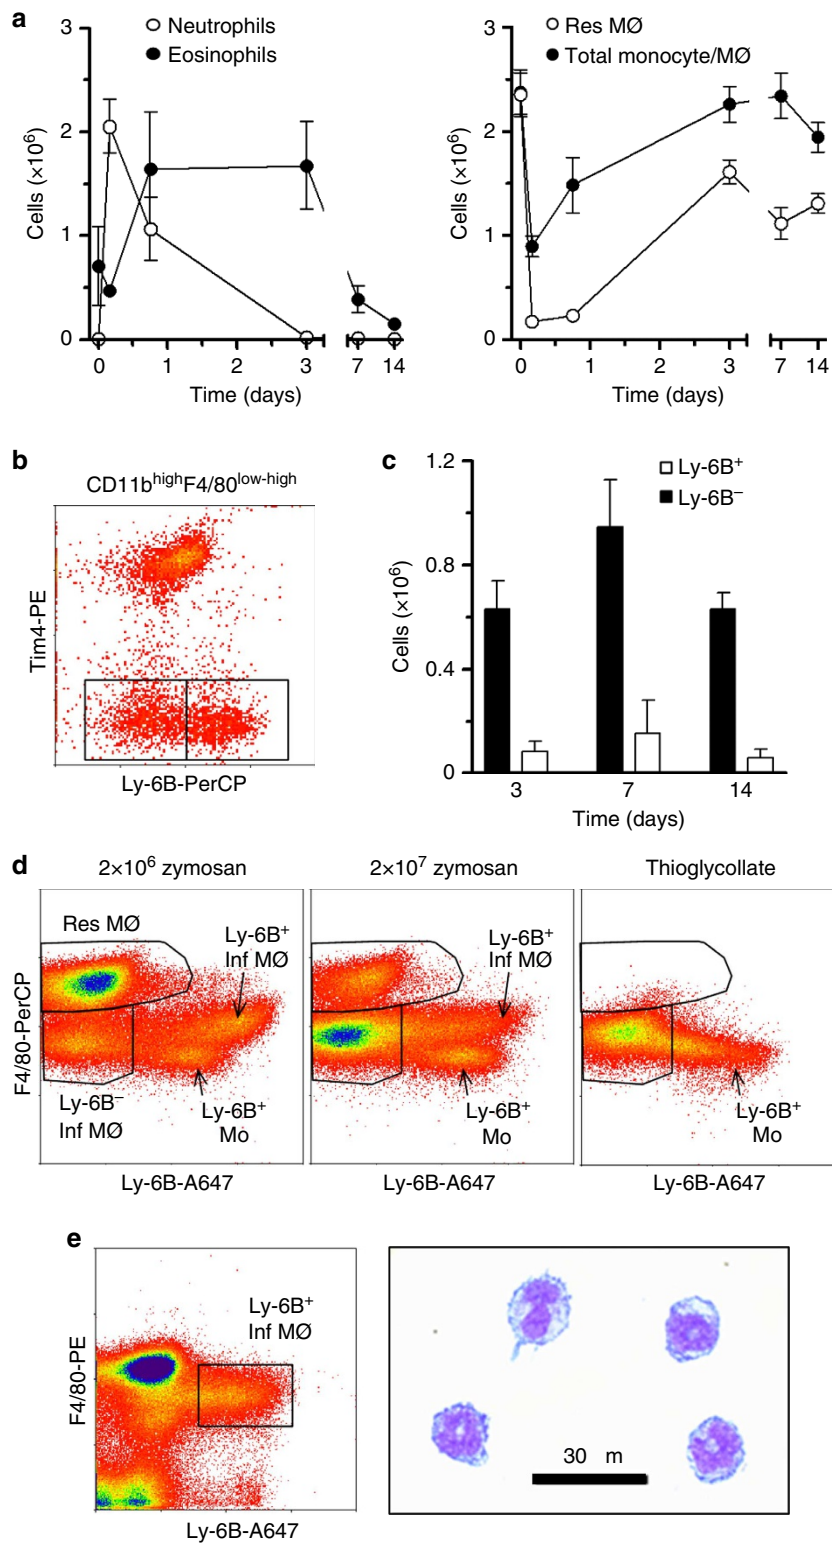 a
3
2
1
0
Cells (×10⁶)
Neutrophils
Eosinophils
0 1 2 3 7 14
Time (days)
3
2
1
0
Cells (×10⁶)
Res MØ
Total monocyte/MØ
0 1 2 3 7 14
Time (days)
b
CD11bʰⁱᵍʰF4/80ˡᵒʷ⁻ʰⁱᵍʰ
Tim4-PE
Ly-6B-PerCP
c
1.2
0.8
0.4
0
Cells (×10⁶)
Ly-6B⁺
Ly-6B⁻
3 7 14
Time (days)
d
2×10⁶ zymosan
F4/80-PerCP
Res MØ
Ly-6B⁺
Inf MØ
Ly-6B⁻
Inf MØ
Ly-6B⁺
Mo
Ly-6B-A647
2×10⁷ zymosan
Ly-6B⁺
Inf MØ
Ly-6B⁺
Mo
Ly-6B-A647
Thioglycollate
Ly-6B⁺
Mo
Ly-6B-A647
e
F4/80-PE
Ly-6B⁺
Inf MØ
Ly-6B-A647
30 m